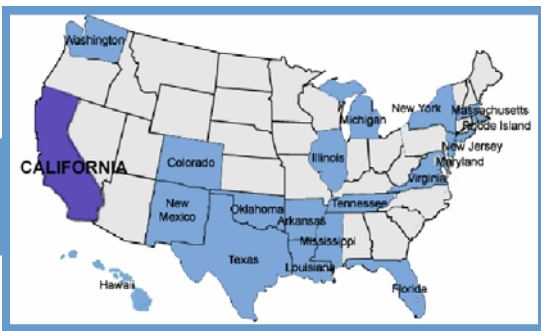 Washington
New York
Massachusetts
Rhode Island
Michigan
New Jersey
Maryland
Illinois
Colorado
CALIFORNIA
Virginia
New
Mexico
Oklahoma
Tennessee
Arkansas
Mississippi
Texas
Louisiana
Hawaii
Florida